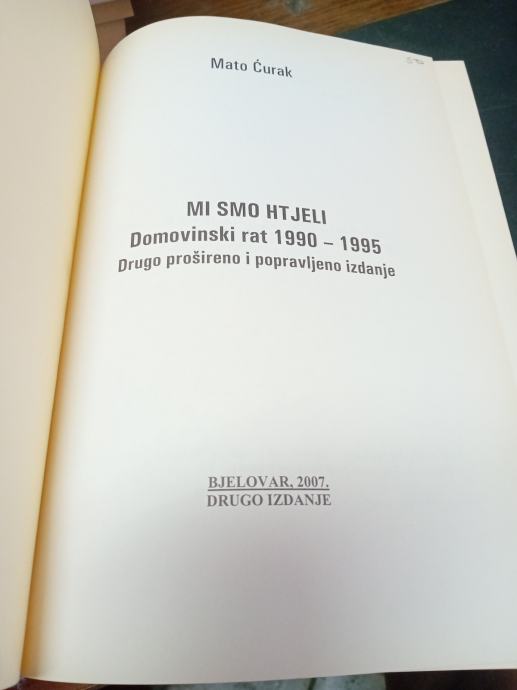 Mato Ćurak
MI SMO HTJELI
Domovinski rat 1990 – 1995
Drugo prošireno i popravljeno izdanje
BJELOVAR, 2007.
DRUGO IZDANJE